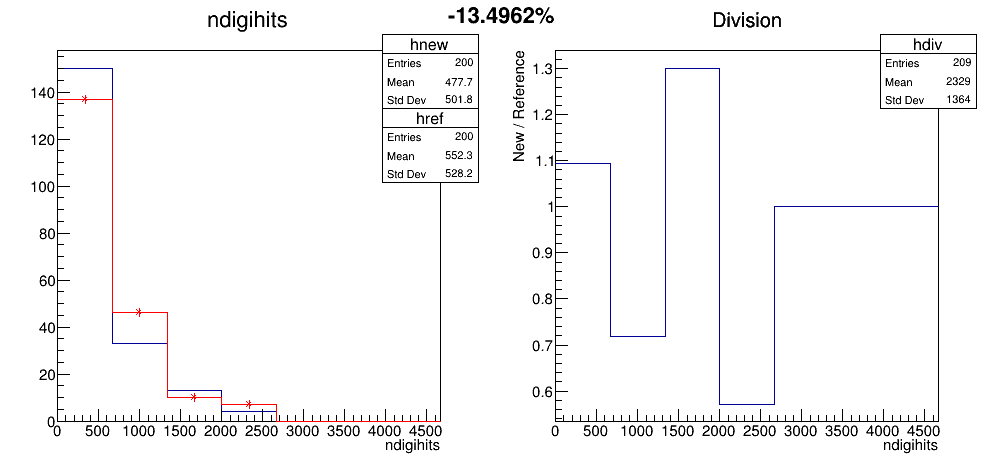 -13.4962%
ndigihits
hnew
Entries 200
Mean 477.7
Std Dev 501.8
href
Entries 200
Mean 552.3
Std Dev 528.2
140
120
100
80
60
40
20
0
0 500 1000 1500 2000 2500 3000 3500 4000 4500
ndigihits
Division
hdiv
Entries 209
Mean 2329
Std Dev 1364
New / Reference
1.3
1.2
1.1
1
0.9
0.8
0.7
0.6
0 500 1000 1500 2000 2500 3000 3500 4000 4500
ndigihits